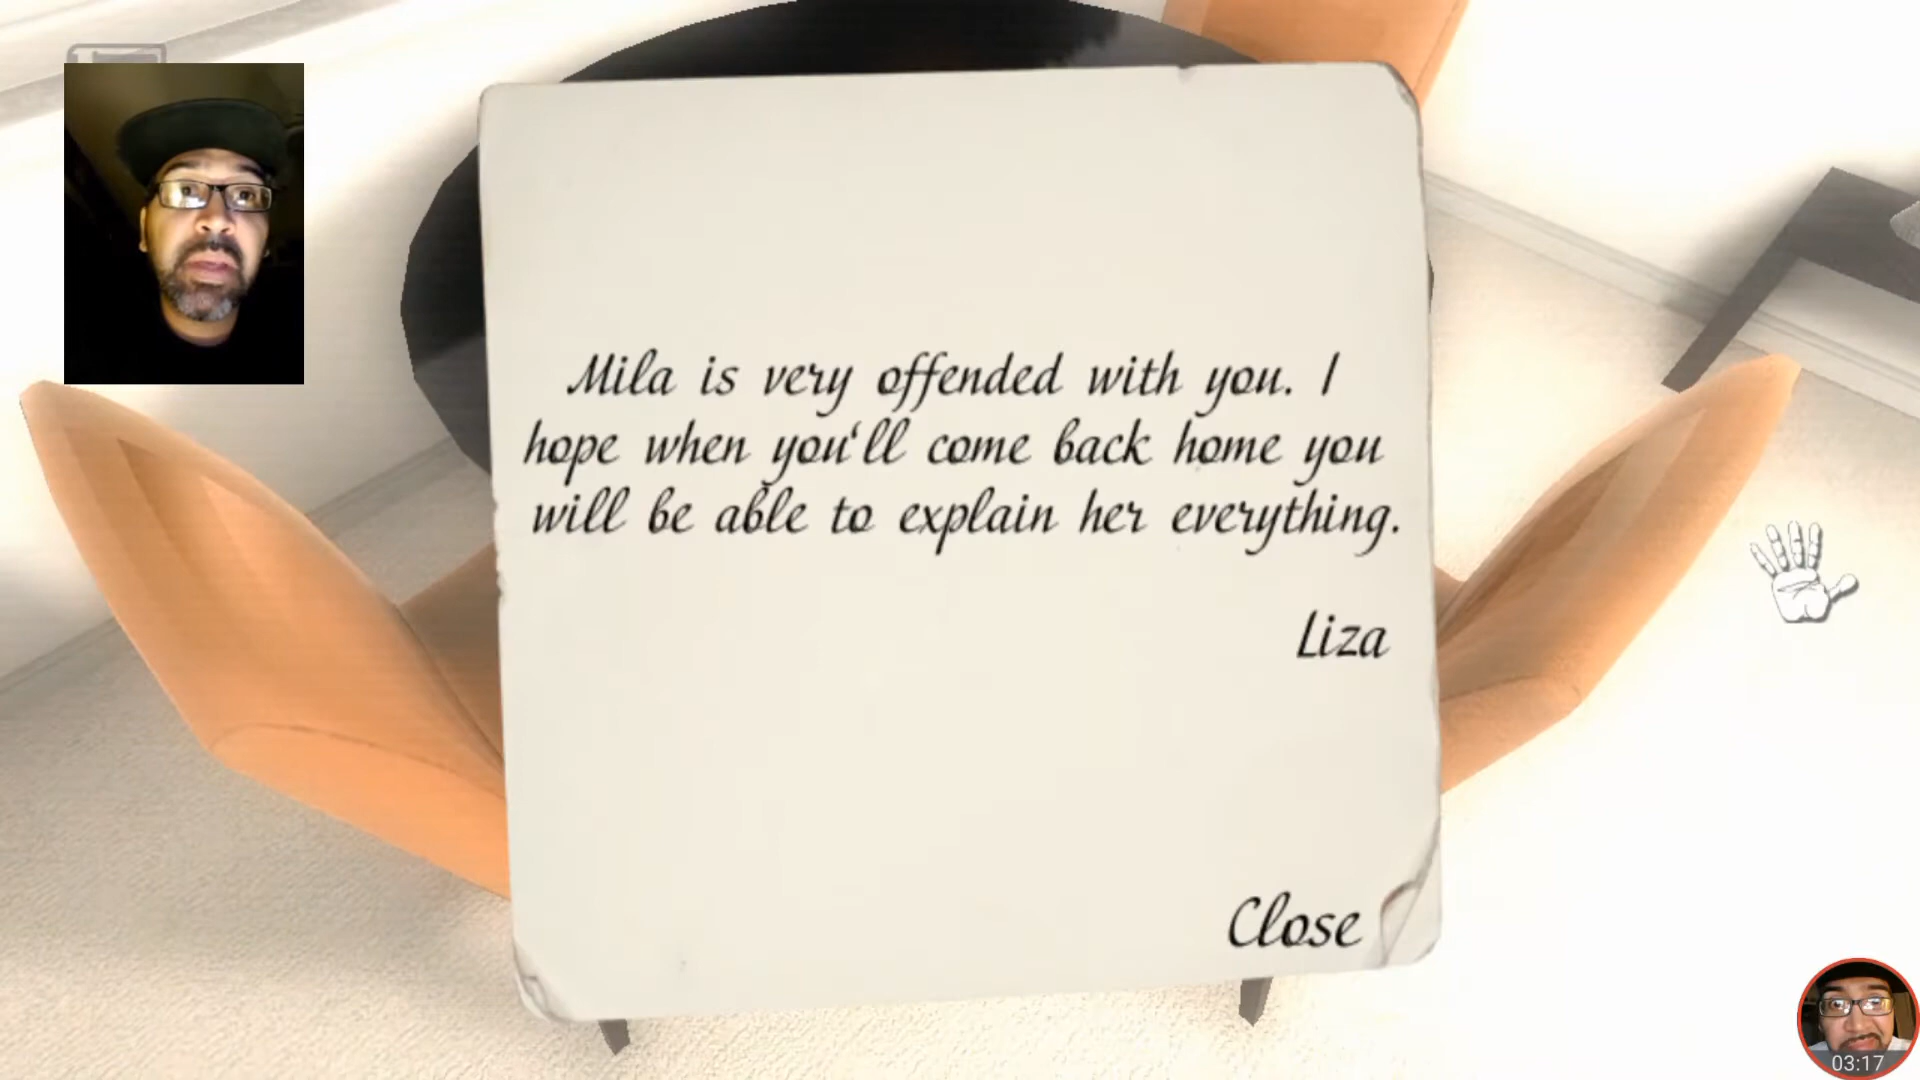 Mila is very offended with you. I
hope when you'll come back home you
will be able to explain her everything.
Liza
Close
03:17